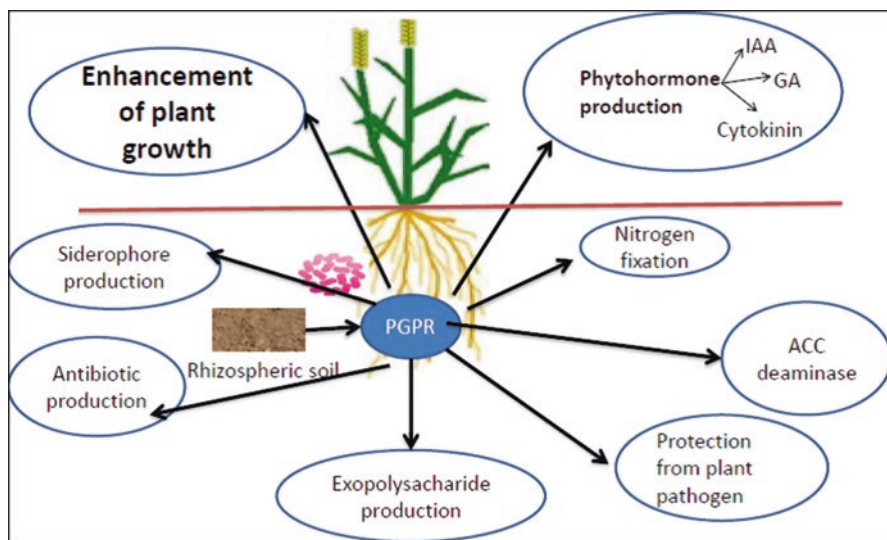 Enhancement
of plant
growth
Phytohormone
production
IAA
GA
Cytokinin
Siderophore
production
Nitrogen
fixation
PGPR
Rhizospheric soil
ACC
deaminase
Antibiotic
production
Protection
from plant
pathogen
Exopolysacharide
production